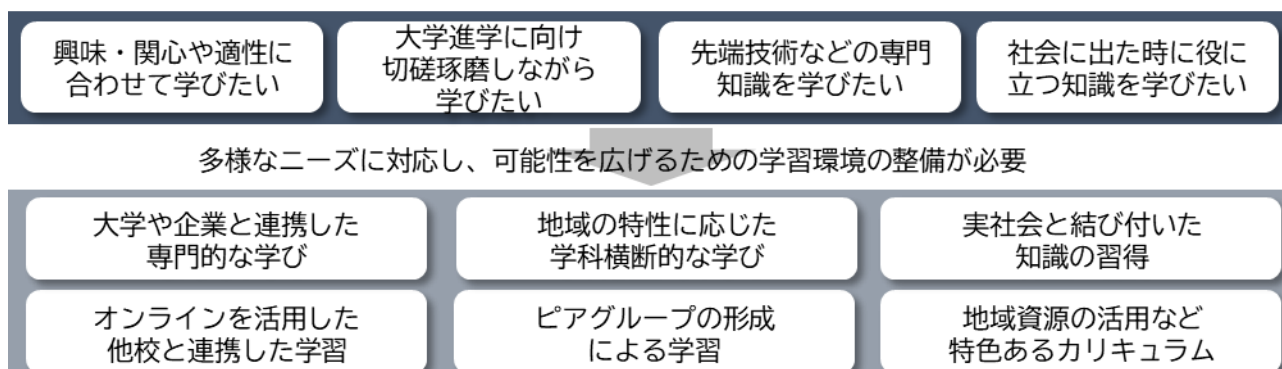 興味・関心や適性に
合わせて学びたい
大学進学に向け
切磋琢磨しながら
学びたい
先端技術などの専門
知識を学びたい
社会に出た時に役に
立つ知識を学びたい
多様なニーズに対応し、可能性を広げるための学習環境の整備が必要
大学や企業と連携した
専門的な学び
地域の特性に応じた
学科横断的な学び
実社会と結び付いた
知識の習得
オンラインを活用した
他校と連携した学習
ピアグループの形成
による学習
地域資源の活用など
特色あるカリキュラム